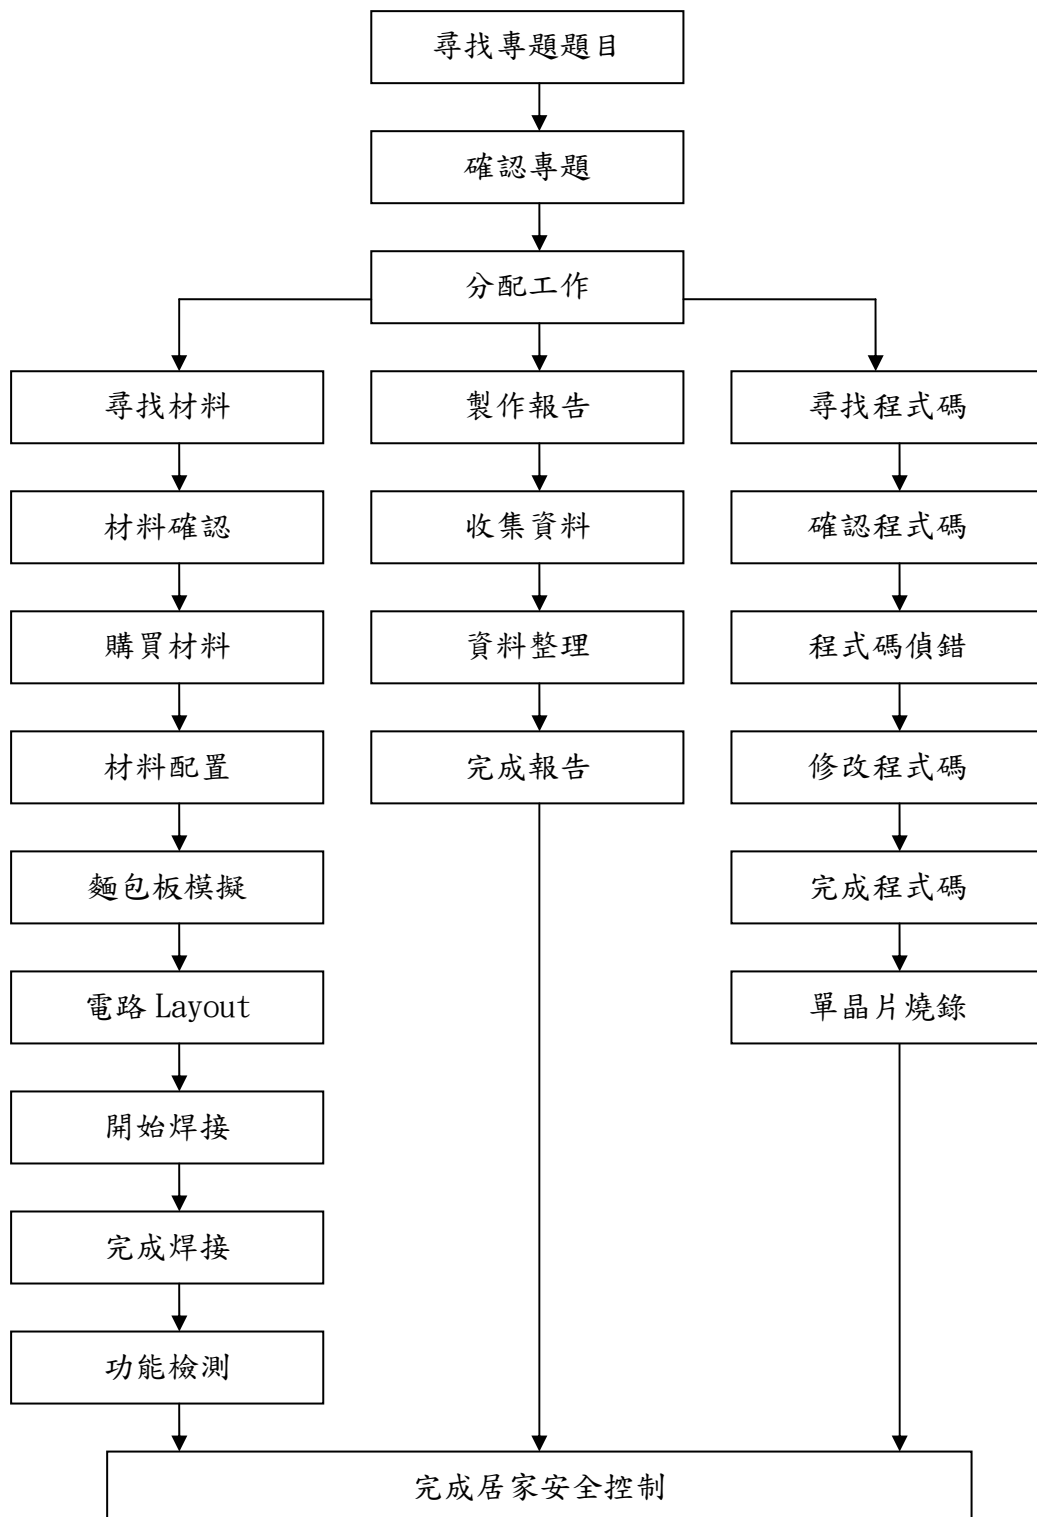 尋找專題題目
確認專題
分配工作
尋找材料
製作報告
尋找程式碼
材料確認
收集資料
確認程式碼
購買材料
資料整理
程式碼偵錯
材料配置
完成報告
修改程式碼
麵包板模擬
完成程式碼
電路 Layout
單晶片燒錄
開始焊接
完成焊接
功能檢測
完成居家安全控制